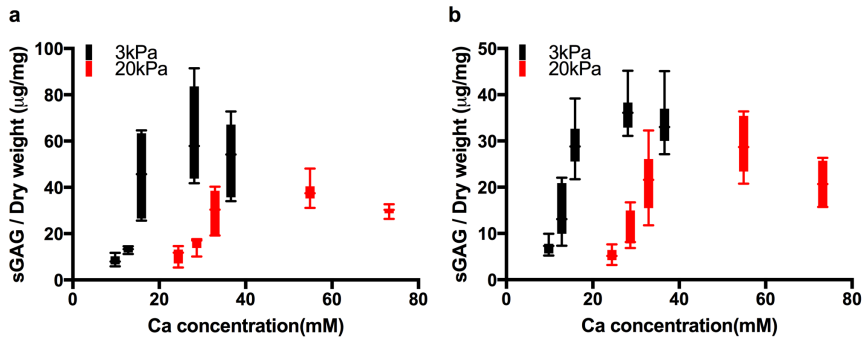 a
sGAG / Dry weight (μg/mg)
100
80
60
40
20
0
3kPa
20kPa
0
20
40
60
80
Ca concentration(mM)
b
sGAG / Dry weight (μg/mg)
50
40
30
20
10
0
3kPa
20kPa
0
20
40
60
80
Ca concentration(mM)